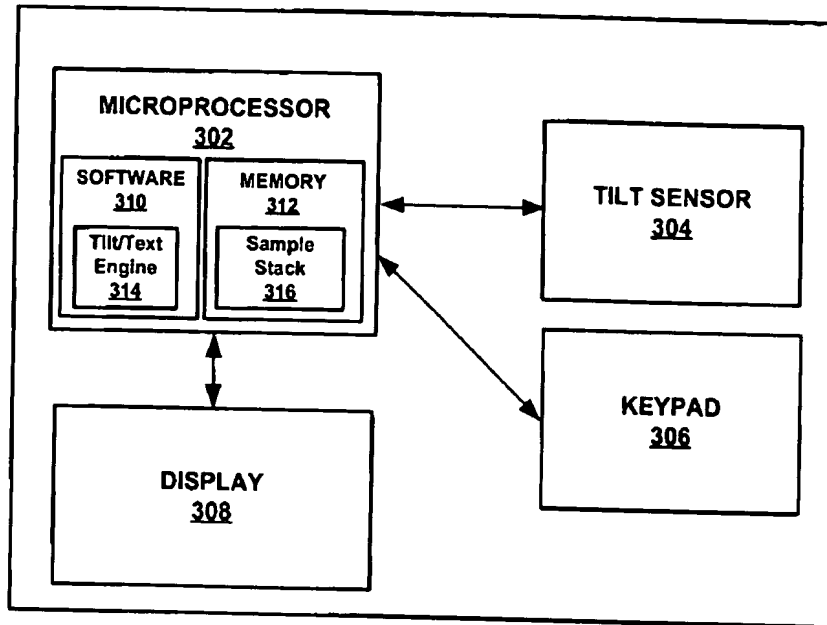 MICROPROCESSOR
302
SOFTWARE
310
Tilt/Text
Engine
314
MEMORY
312
Sample
Stack
316
TILT SENSOR
304
KEYPAD
306
DISPLAY
308